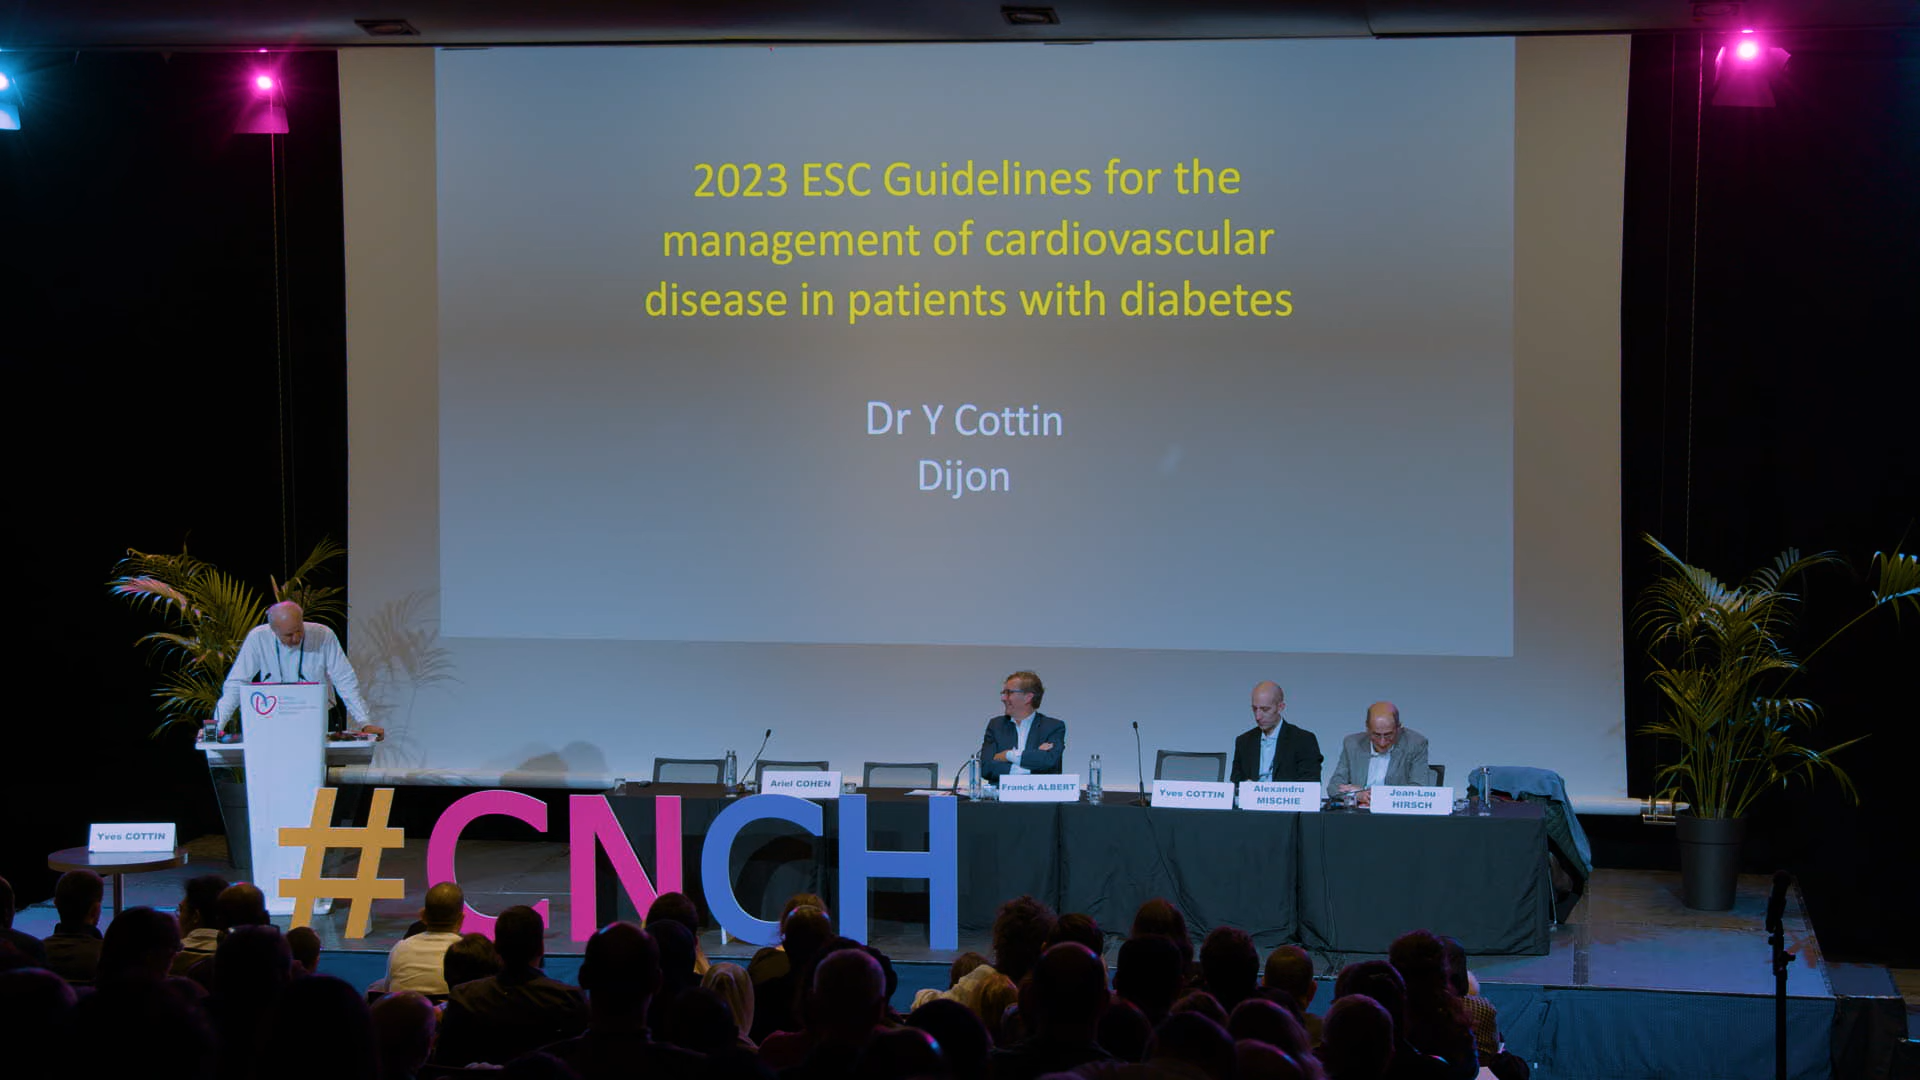 2023 ESC Guidelines for the
management of cardiovascular
disease in patients with diabetes
Dr Y Cottin
Dijon
Ariel COHEN
Franck ALBERT
Yves COTTIN
Alexandru
MISCHIE
Jean-Lou
HIRSCH
Yves COTTIN
#CNCH